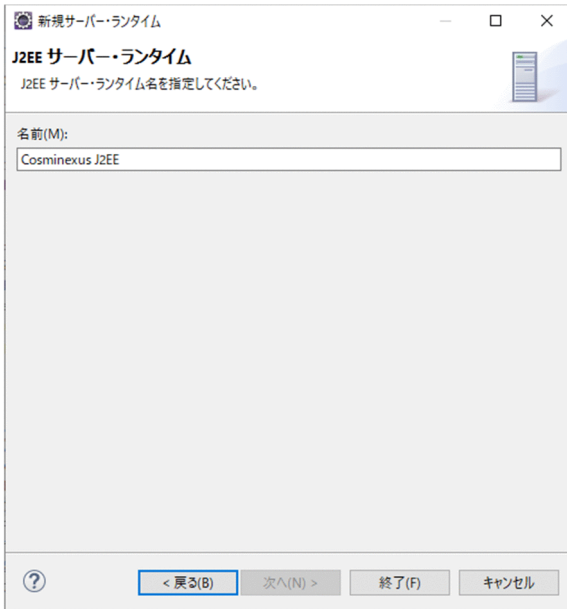 新規サーバー・ランタイム
J2EE サーバー・ランタイム
J2EE サーバー・ランタイム名を指定してください。
名前(M):
Cosminexus J2EE
< 戻る(B) 次へ(N) > 終了(F) キャンセル